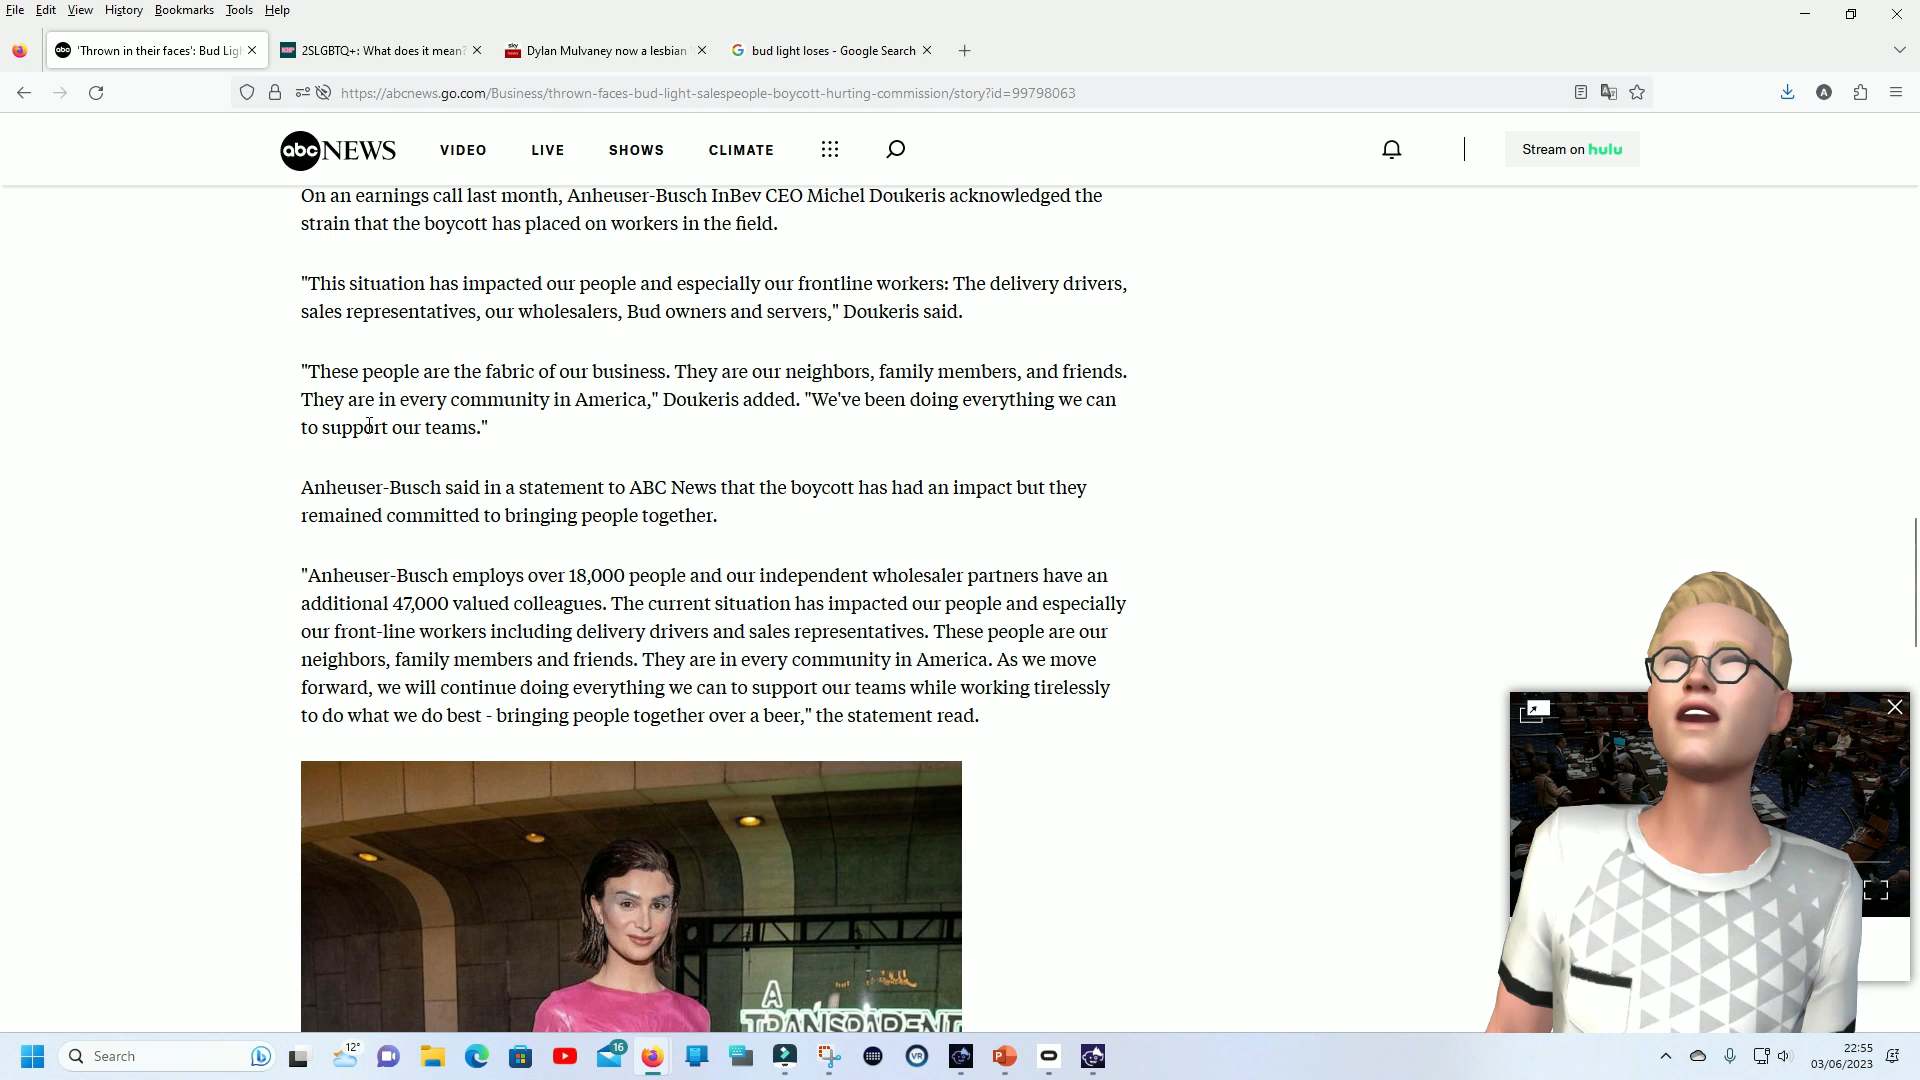 File Edit View History Bookmarks Tools Help
'Thrown in their faces': Bud Ligh
2SLGBTQ+: What does it mean?
Dylan Mulvaney now a lesbian
bud light loses - Google Search
https://abcnews.go.com/Business/thrown-faces-bud-light-salespeople-boycott-hurting-commission/story?id=99798063
abc NEWS VIDEO LIVE SHOWS CLIMATE Stream on hulu
On an earnings call last month, Anheuser-Busch InBev CEO Michel Doukeris acknowledged the
strain that the boycott has placed on workers in the field.
"This situation has impacted our people and especially our frontline workers: The delivery drivers,
sales representatives, our wholesalers, Bud owners and servers," Doukeris said.
"These people are the fabric of our business. They are our neighbors, family members, and friends.
They are in every community in America," Doukeris added. "We've been doing everything we can
to support our teams."
Anheuser-Busch said in a statement to ABC News that the boycott has had an impact but they
remained committed to bringing people together.
"Anheuser-Busch employs over 18,000 people and our independent wholesaler partners have an
additional 47,000 valued colleagues. The current situation has impacted our people and especially
our front-line workers including delivery drivers and sales representatives. These people are our
neighbors, family members and friends. They are in every community in America. As we move
forward, we will continue doing everything we can to support our teams while working tirelessly
to do what we do best - bringing people together over a beer," the statement read.
A
TRANSPARENT
Search
12°
16
VR
22:55
03/06/2023